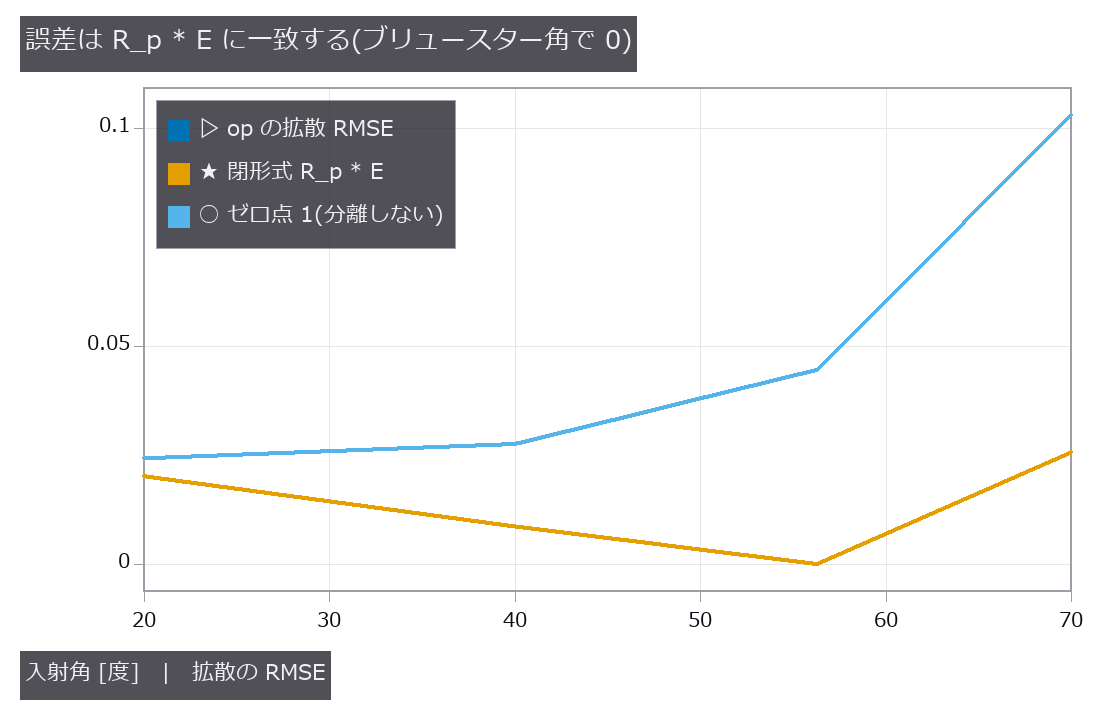 誤差は R_p * E に一致する(ブリュースター角で 0)
0.1
▷ op の拡散 RMSE
★ 閉形式 R_p * E
○ ゼロ点 1(分離しない)
0.05
0
20 30 40 50 60 70
入射角 [度] | 拡散の RMSE